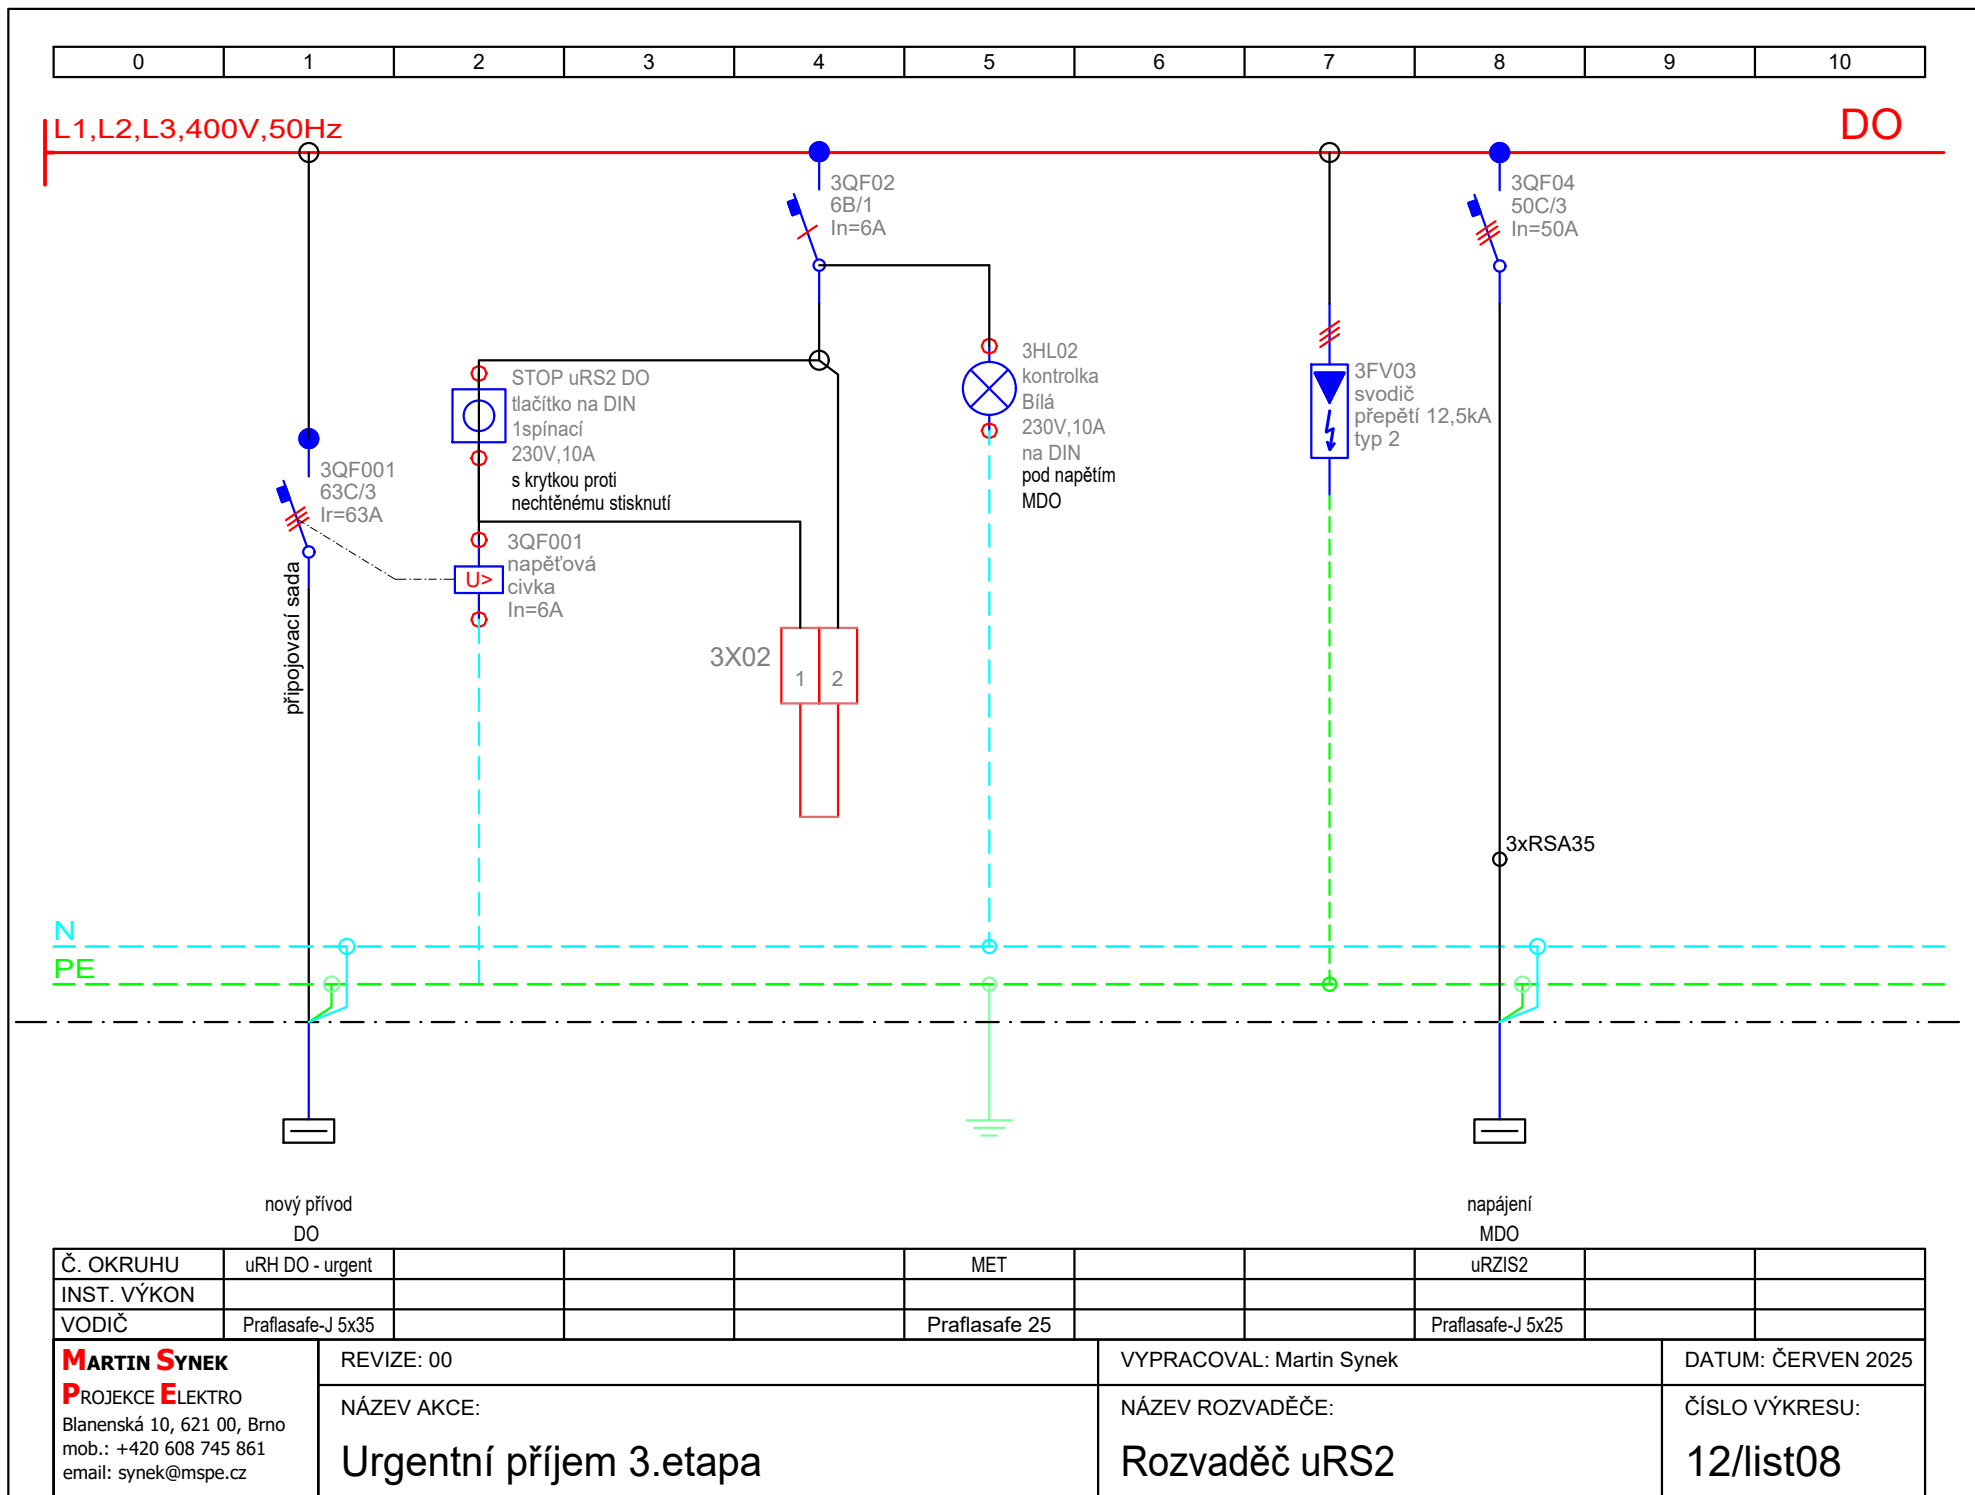 0 1 2 3 4 5 6 7 8 9 10
L1,L2,L3,400V,50Hz
DO
3QF02
6B/1
In=6A
3QF04
50C/3
In=50A
STOP uRS2 DO
tlačítko na DIN
1spínací
230V,10A
s krytkou proti
nechtěnému stisknutí
3HL02
kontrolka
Bílá
230V,10A
na DIN
pod napětím
MDO
3FV03
svodič
přepětí 12,5kA
typ 2
3QF001
63C/3
Ir=63A
připojovací sada
3QF001
napěťová
civka
In=6A
U>
3X02
1 2
3xRSA35
N
PE
nový přívod
DO
napájení
MDO
Č. OKRUHU uRH DO - urgent MET uRZIS2
INST. VÝKON
VODIČ Praflasafe-J 5x35 Praflasafe 25 Praflasafe-J 5x25
MARTIN SYNEK
PROJEKCE ELEKTRO
Blanenská 10, 621 00, Brno
mob.: +420 608 745 861
email: synek@mspe.cz
REVIZE: 00
VYPRACOVAL: Martin Synek
DATUM: ČERVEN 2025
NÁZEV AKCE:
Urgentní příjem 3.etapa
NÁZEV ROZVADĚČE:
Rozvaděč uRS2
ČÍSLO VÝKRESU:
12/list08